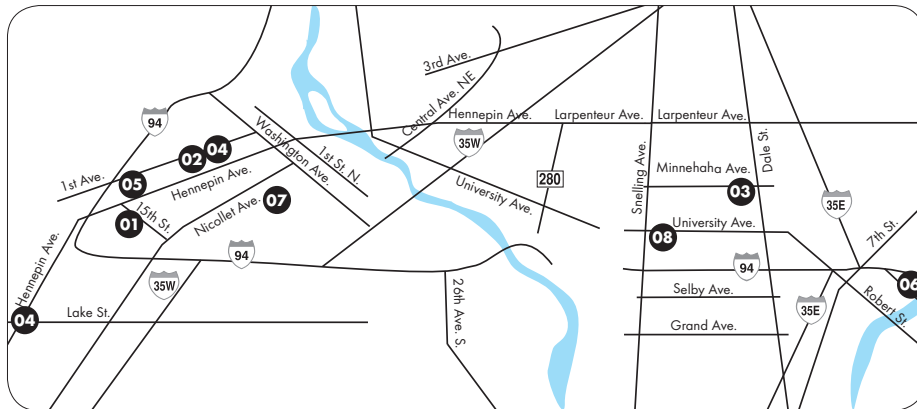 3rd Ave.
Central Ave. NE
Hennepin Ave.
Larpenteur Ave.
Larpenteur Ave.
94
Washington Ave.
1st St. N.
35W
02
04
1st Ave.
05
Hennepin Ave.
University Ave.
280
Snelling Ave.
Minnehaha Ave.
03
Dale St.
35E
01
15th St.
Nicollet Ave.
07
University Ave.
08
7th St.
Hennepin Ave.
94
35W
94
06
26th Ave. S.
Selby Ave.
35E
Robert St.
04
Lake St.
Grand Ave.